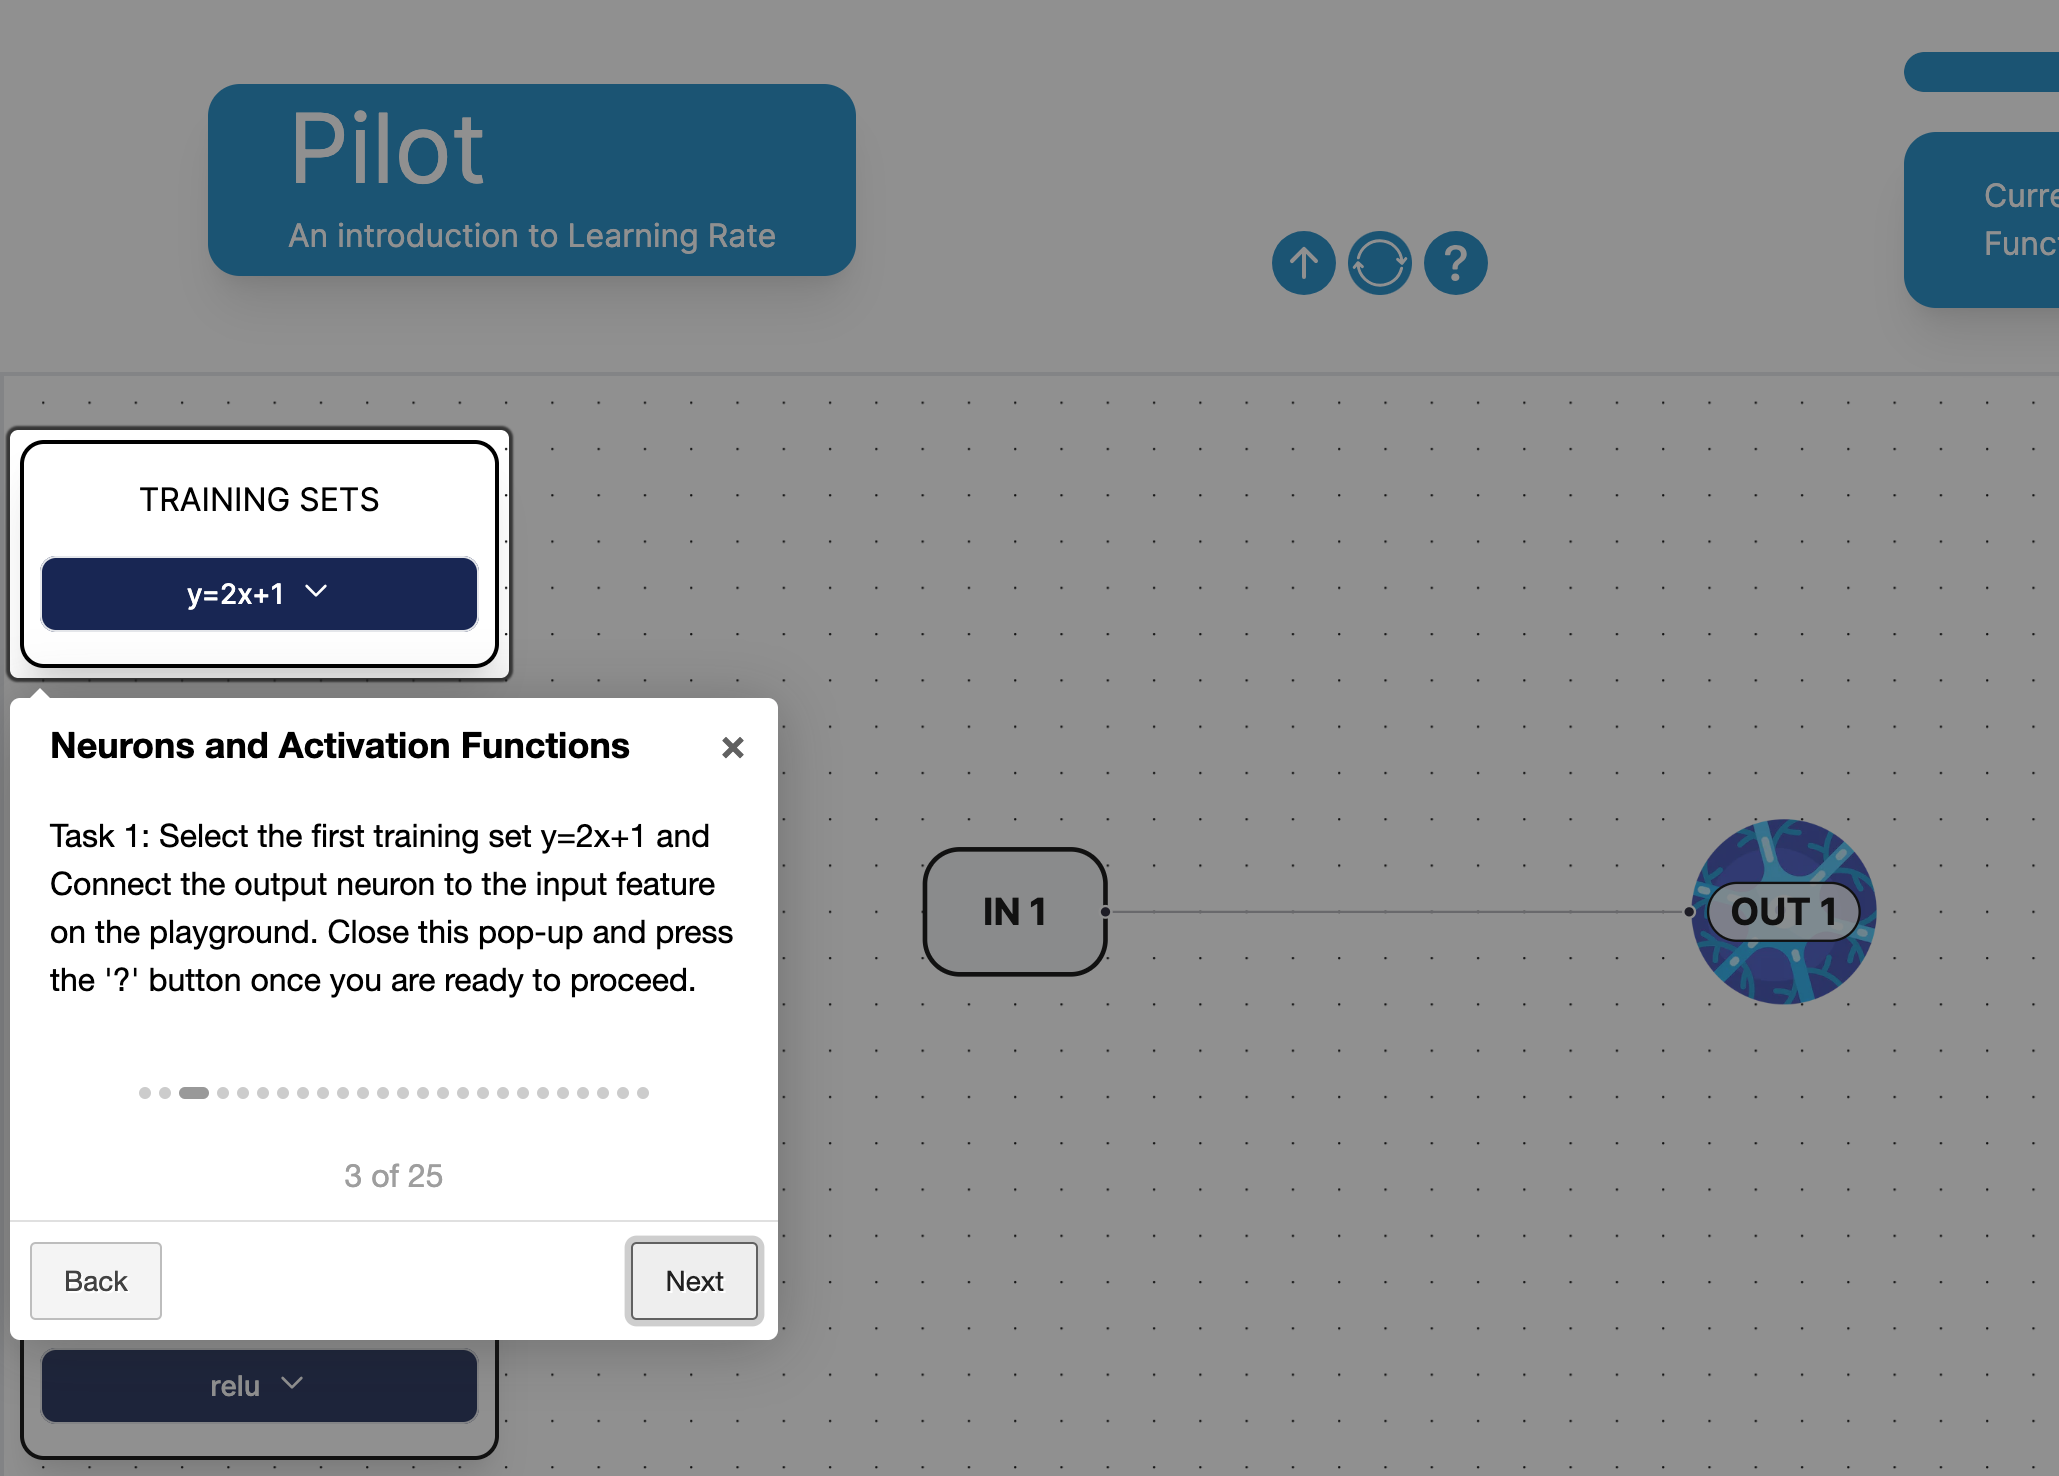 Pilot
An introduction to Learning Rate
?
TRAINING SETS
y=2x+1
Neurons and Activation Functions
Task 1: Select the first training set y=2x+1 and
Connect the output neuron to the input feature
on the playground. Close this pop-up and press
the '?' button once you are ready to proceed.
3 of 25
Back
Next
relu
IN 1
OUT 1